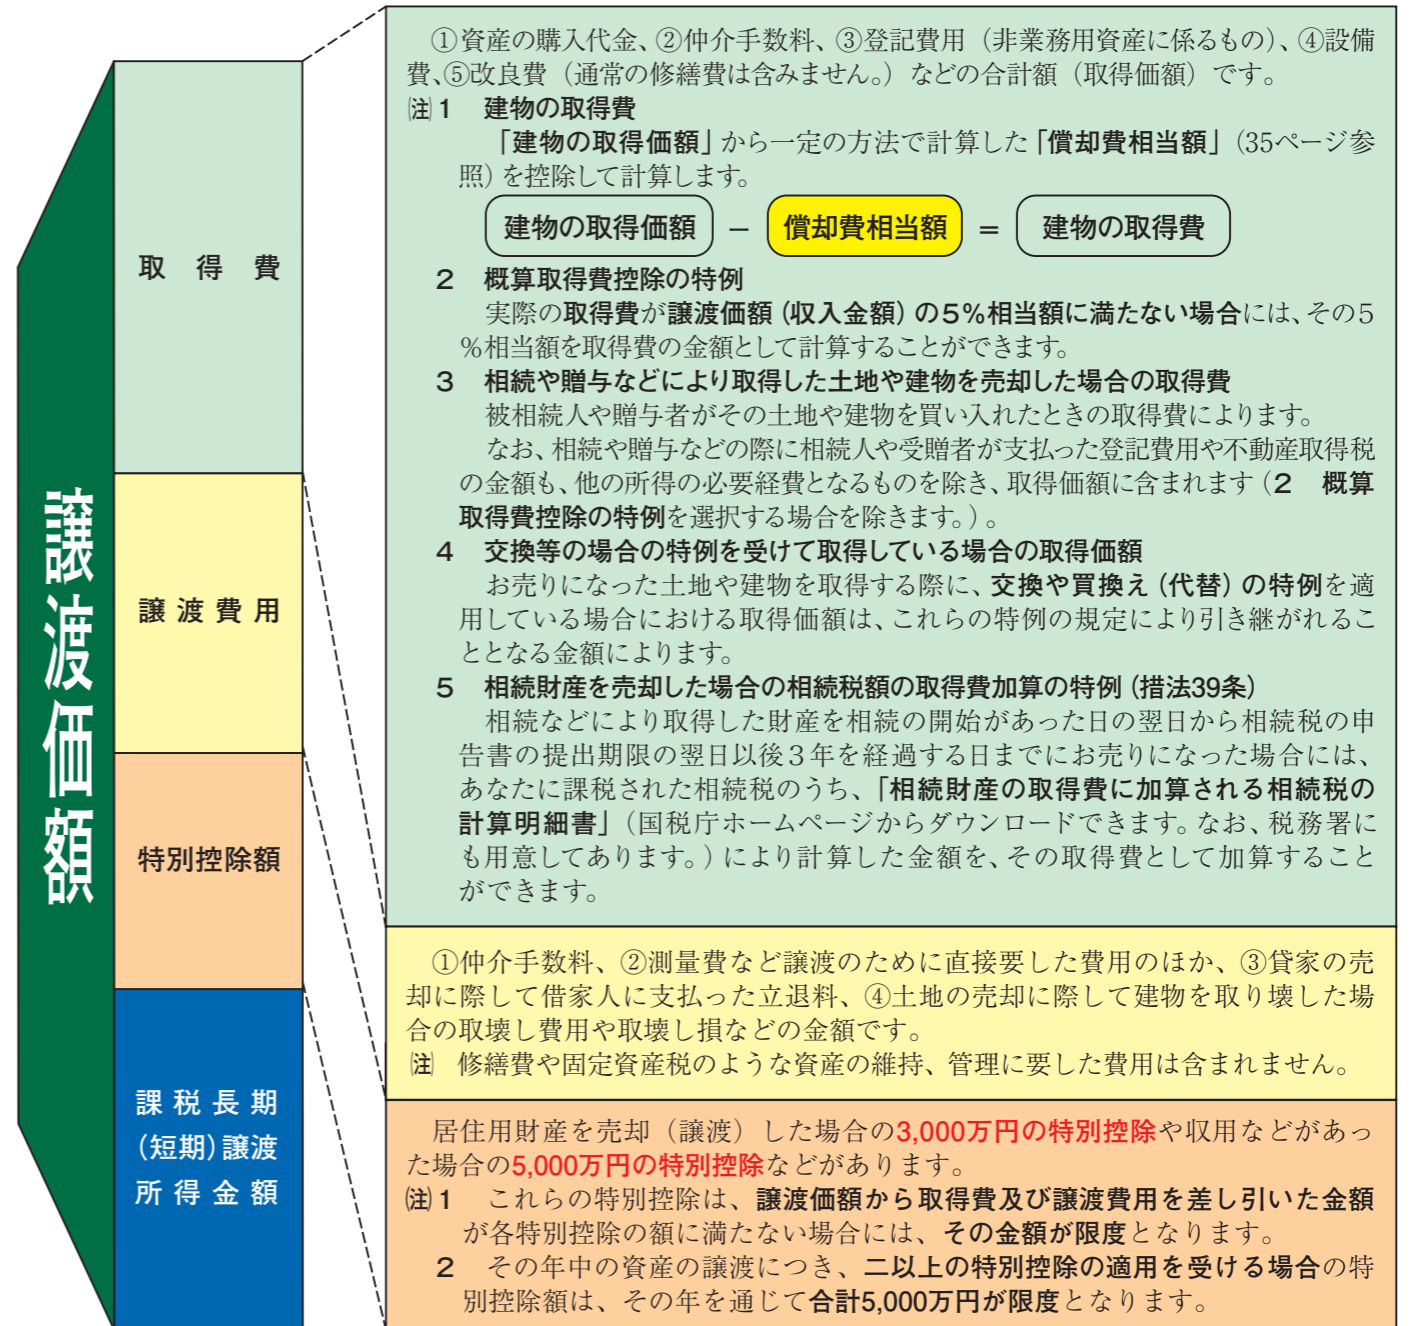 譲渡価額
取得費
譲渡費用
特別控除額
課税長期
(短期)譲渡
所得金額
①資産の購入代金、②仲介手数料、③登記費用（非業務用資産に係るもの）、④設備
費、⑤改良費（通常の修繕費は含みません。）などの合計額（取得価額）です。
(注)1　建物の取得費
「建物の取得価額」から一定の方法で計算した「償却費相当額」（35ページ参
照）を控除して計算します。
建物の取得価額 － 償却費相当額 ＝ 建物の取得費
2　概算取得費控除の特例
実際の取得費が譲渡価額（収入金額）の5%相当額に満たない場合には、その5
%相当額を取得費の金額として計算することができます。
3　相続や贈与などにより取得した土地や建物を売却した場合の取得費
被相続人や贈与者がその土地や建物を買い入れたときの取得費によります。
なお、相続や贈与などの際に相続人や受贈者が支払った登記費用や不動産取得税
の金額も、他の所得の必要経費となるものを除き、取得価額に含まれます（2　概算
取得費控除の特例を選択する場合を除きます。）。
4　交換等の場合の特例を受けて取得している場合の取得価額
お売りになった土地や建物を取得する際に、交換や買換え（代替）の特例を適
用している場合における取得価額は、これらの特例の規定により引き継がれるこ
ととなる金額によります。
5　相続財産を売却した場合の相続税額の取得費加算の特例（措法39条）
相続などにより取得した財産を相続の開始があった日の翌日から相続税の申
告書の提出期限の翌日以後3年を経過する日までにお売りになった場合には、
あなたに課税された相続税のうち、「相続財産の取得費に加算される相続税の
計算明細書」（国税庁ホームページからダウンロードできます。なお、税務署に
も用意してあります。）により計算した金額を、その取得費として加算すること
ができます。
①仲介手数料、②測量費など譲渡のために直接要した費用のほか、③貸家の売
却に際して借家人に支払った立退料、④土地の売却に際して建物を取り壊した場
合の取壊し費用や取壊し損などの金額です。
(注)　修繕費や固定資産税のような資産の維持、管理に要した費用は含まれません。
居住用財産を売却（譲渡）した場合の3,000万円の特別控除や収用などがあっ
た場合の5,000万円の特別控除などがあります。
(注)1　これらの特別控除は、譲渡価額から取得費及び譲渡費用を差し引いた金額
が各特別控除の額に満たない場合には、その金額が限度となります。
2　その年中の資産の譲渡につき、二以上の特別控除の適用を受ける場合の特
別控除額は、その年を通じて合計5,000万円が限度となります。